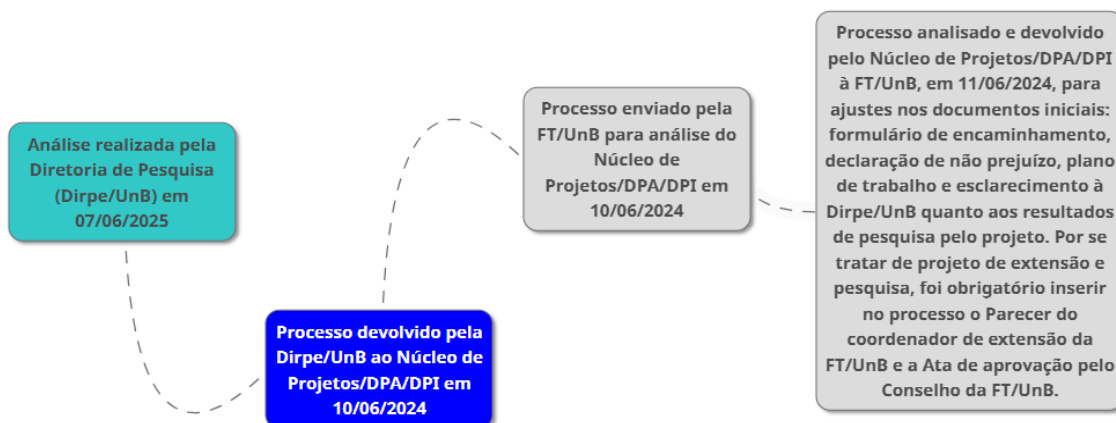 Análise realizada pela
Diretoria de Pesquisa
(Dirpe/UnB) em
07/06/2025
Processo devolvido pela
Dirpe/UnB ao Núcleo de
Projetos/DPA/DPI em
10/06/2024
Processo enviado pela
FT/UnB para análise do
Núcleo de
Projetos/DPA/DPI em
10/06/2024
Processo analisado e devolvido
pelo Núcleo de Projetos/DPA/DPI
à FT/UnB, em 11/06/2024, para
ajustes nos documentos iniciais:
formulário de encaminhamento,
declaração de não prejuízo, plano
de trabalho e esclarecimento à
Dirpe/UnB quanto aos resultados
de pesquisa pelo projeto. Por se
tratar de projeto de extensão e
pesquisa, foi obrigatório inserir
no processo o Parecer do
coordenador de extensão da
FT/UnB e a Ata de aprovação pelo
Conselho da FT/UnB.